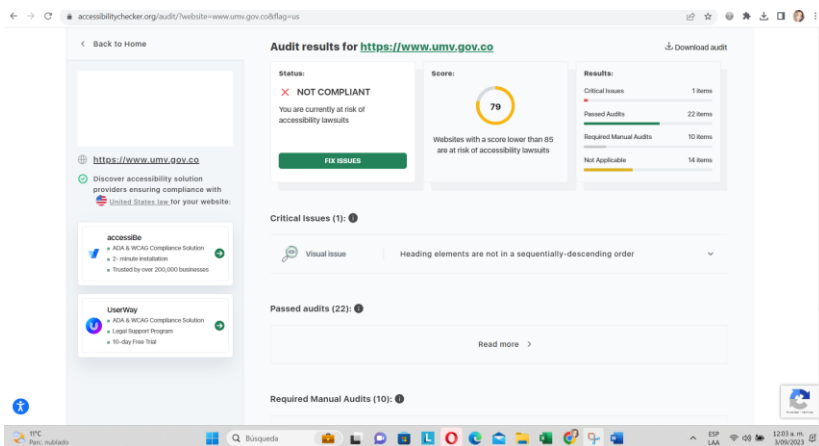 accessibilitychecker.org/audit/?website=www.umv.gov.co&flag=us
Back to Home
https://www.umv.gov.co
Discover accessibility solution
providers ensuring compliance with
United States law for your website:
accessiBe
ADA & WCAG Compliance Solution
2- minute installation
Trusted by over 200,000 businesses
UserWay
ADA & WCAG Compliance Solution
Legal Support Program
10-day Free Trial
Audit results for https://www.umv.gov.co
Download audit
Status:
NOT COMPLIANT
You are currently at risk of
accessibility lawsuits
FIX ISSUES
Score:
79
Websites with a score lower than 85
are at risk of accessibility lawsuits
Results:
Critical Issues 1 items
Passed Audits 22 items
Required Manual Audits 10 items
Not Applicable 14 items
Critical Issues (1):
Visual issue Heading elements are not in a sequentially-descending order
Passed audits (22):
Read more
Required Manual Audits (10):
11°C
Parc. nublado
Búsqueda
ESP
LAA
12:03 a. m.
3/09/2023